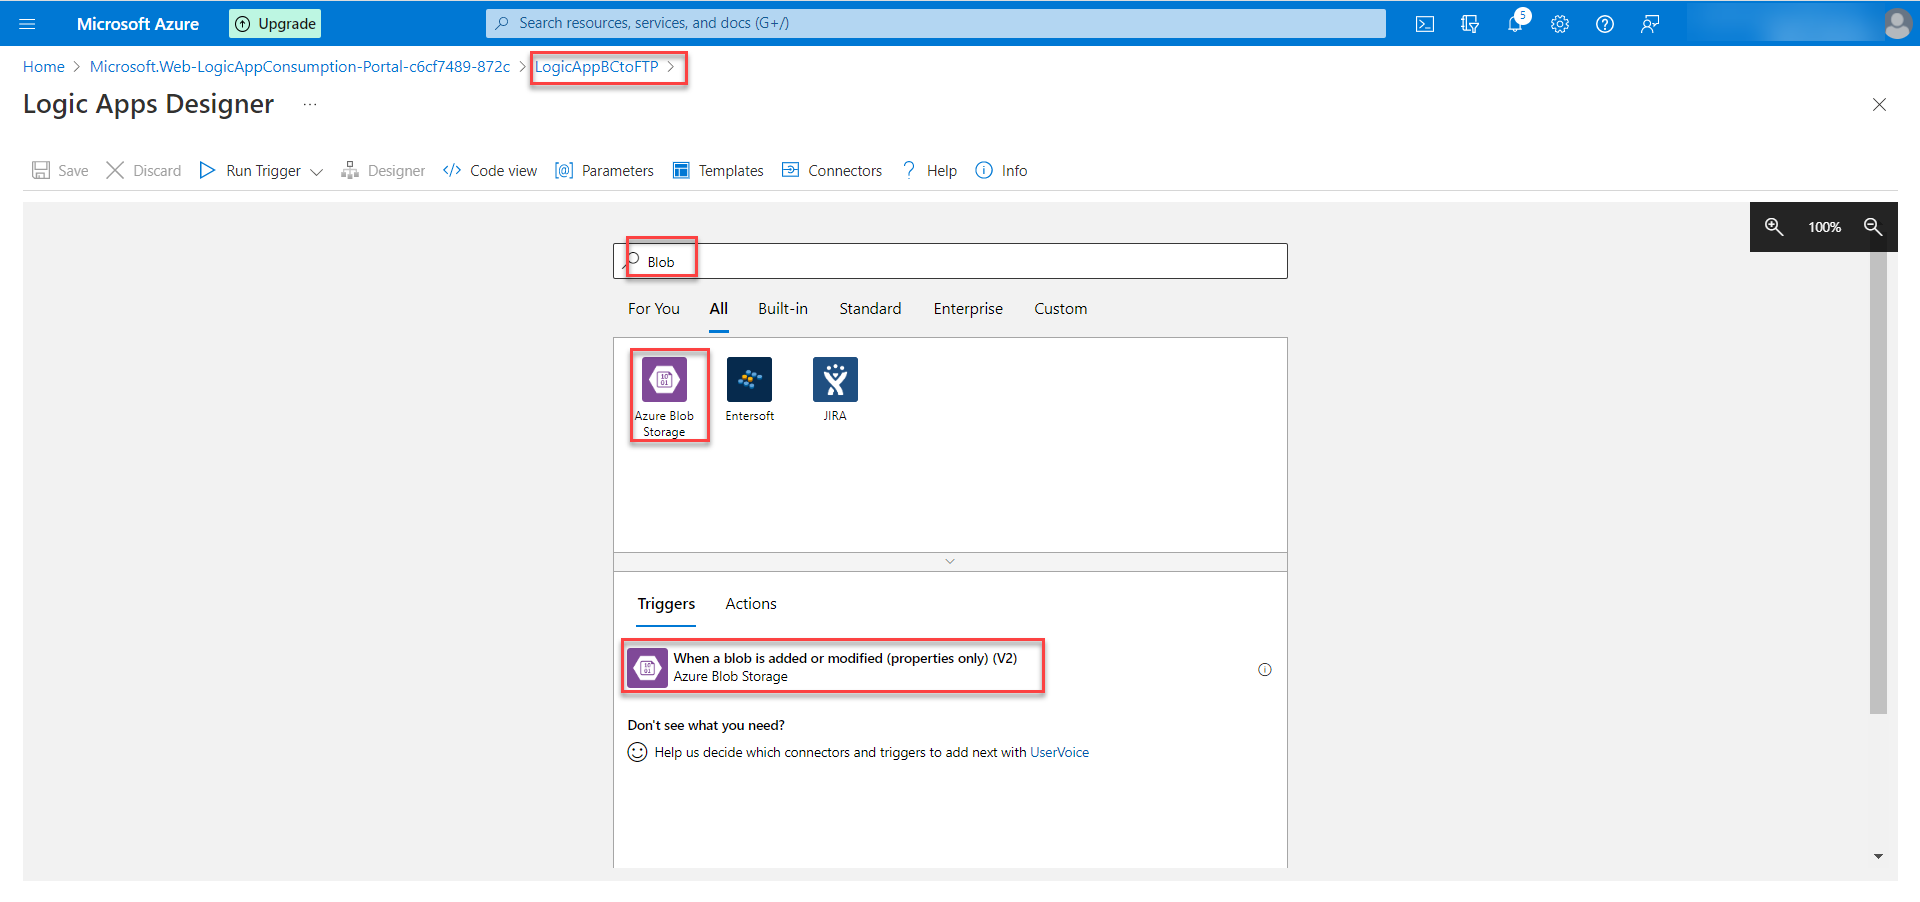 Microsoft Azure
Upgrade
Search resources, services, and docs (G+/)
5
Home > Microsoft.Web-LogicAppConsumption-Portal-c6cf7489-872c > LogicAppBCtoFTP >
Logic Apps Designer ...
Save Discard Run Trigger Designer Code view Parameters Templates Connectors Help Info
100%
Blob
For You All Built-in Standard Enterprise Custom
Azure Blob Storage
Entersoft
JIRA
Triggers Actions
When a blob is added or modified (properties only) (V2)
Azure Blob Storage
Don't see what you need?
Help us decide which connectors and triggers to add next with UserVoice